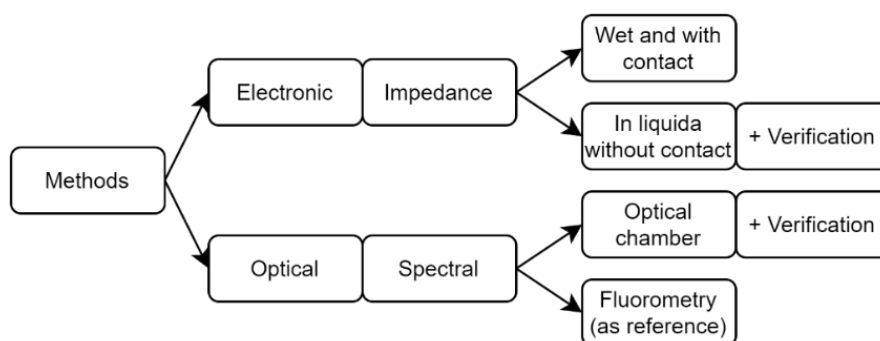 Methods
Electronic
Impedance
Wet and with
contact
In liquida
without contact
+ Verification
Optical
Spectral
Optical
chamber
+ Verification
Fluorometry
(as reference)